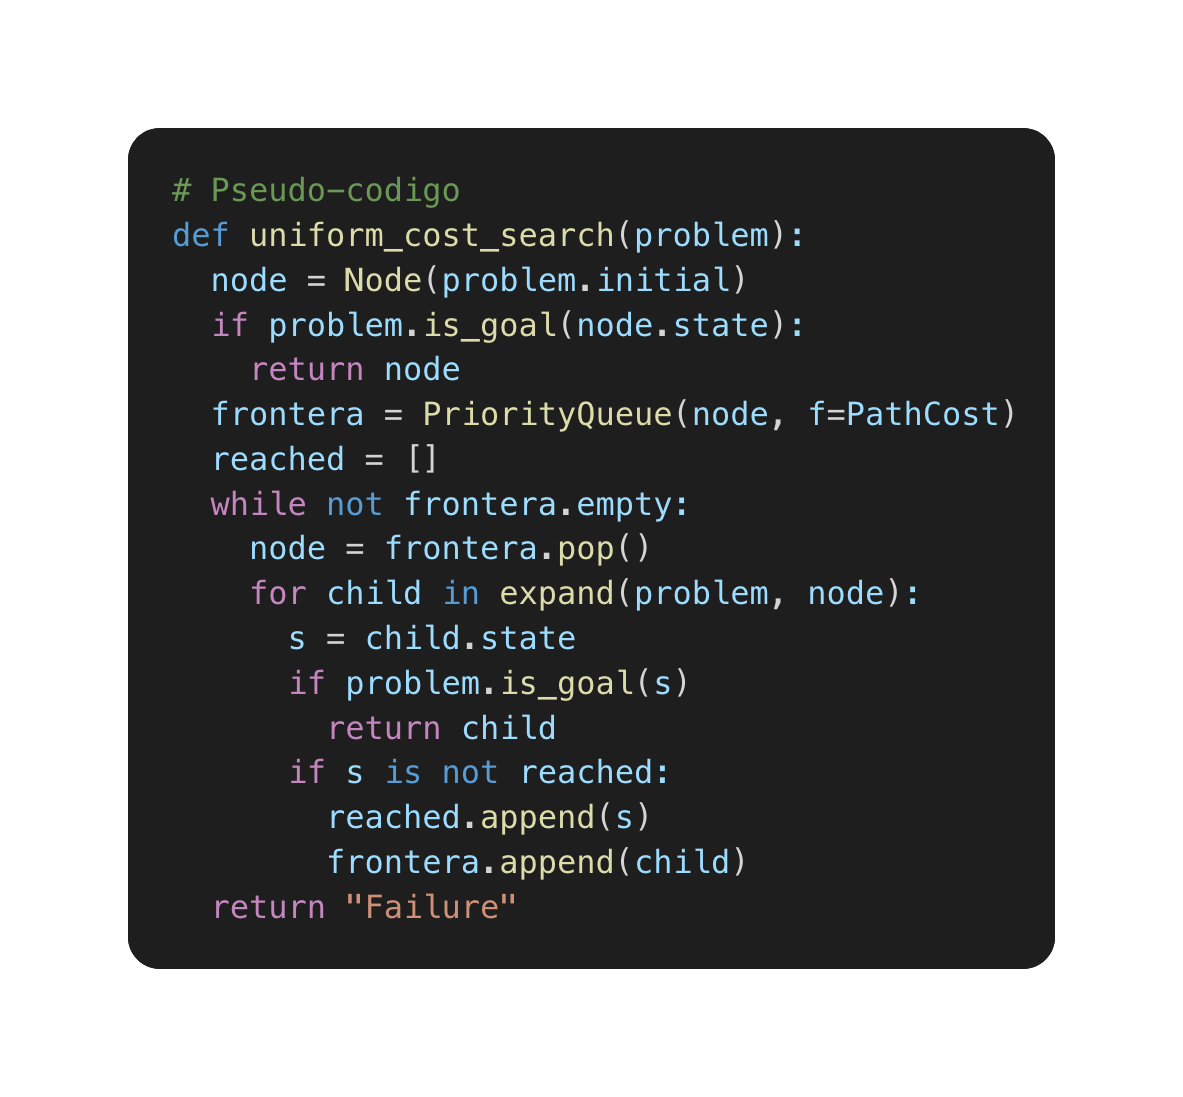 # Pseudo-codigo
def uniform_cost_search(problem):
  node = Node(problem.initial)
  if problem.is_goal(node.state):
    return node
  frontera = PriorityQueue(node, f=PathCost)
  reached = []
  while not frontera.empty:
    node = frontera.pop()
    for child in expand(problem, node):
      s = child.state
      if problem.is_goal(s)
        return child
      if s is not reached:
        reached.append(s)
        frontera.append(child)
  return "Failure"